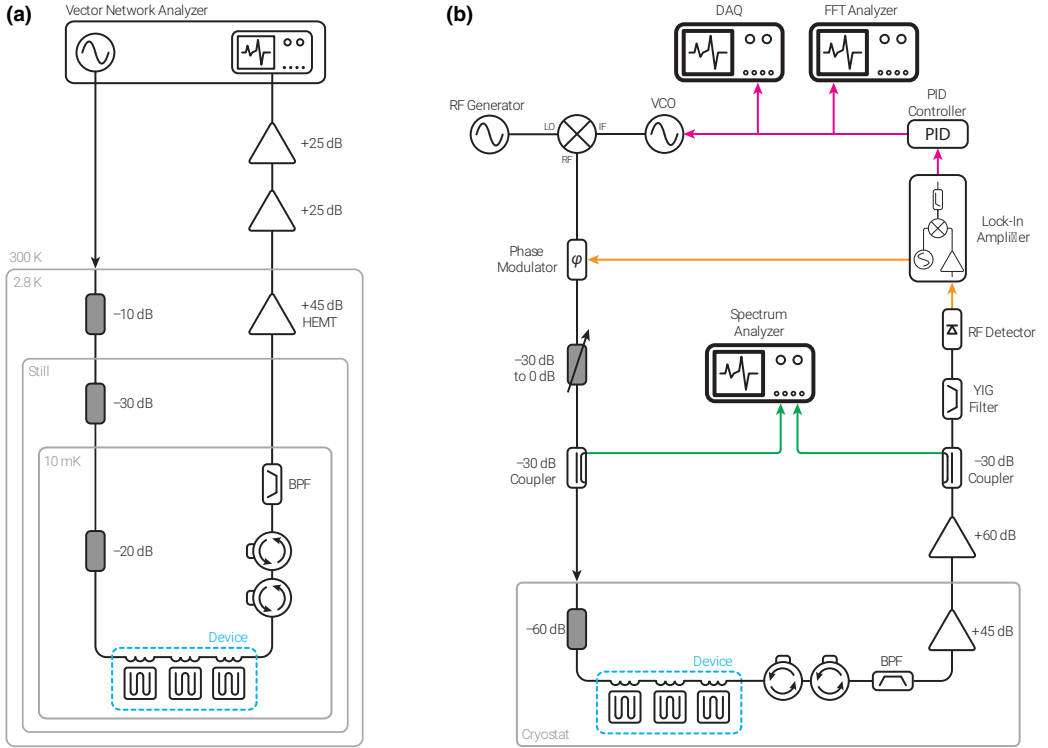 (a)
Vector Network Analyzer
+25 dB
+25 dB
300 K
2.8 K
−10 dB
+45 dB
HEMT
Still
−30 dB
10 mK
BPF
−20 dB
Device
(b)
DAQ
FFT Analyzer
RF Generator
LO
IF
RF
VCO
PID
Controller
PID
Lock-In
Amplifier
Phase
Modulator
φ
Spectrum
Analyzer
RF Detector
−30 dB
to 0 dB
YIG
Filter
−30 dB
Coupler
−30 dB
Coupler
+60 dB
−60 dB
+45 dB
Device
BPF
Cryostat